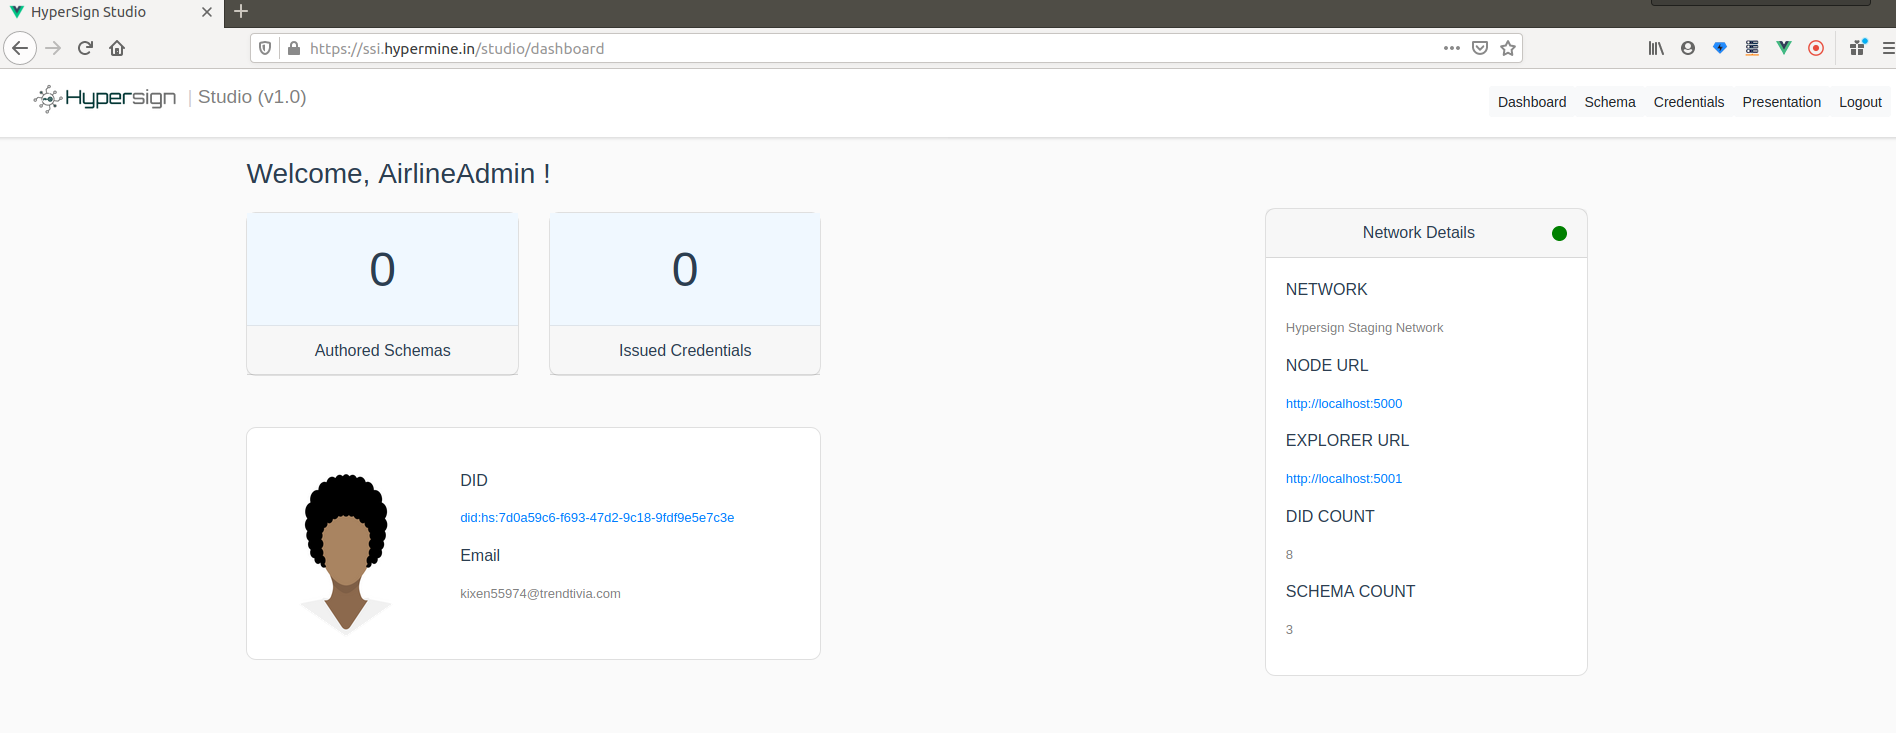 HyperSign Studio
https://ssi.hypermine.in/studio/dashboard
Hypersign | Studio (v1.0)
Dashboard Schema Credentials Presentation Logout
Welcome, AirlineAdmin !
0
Authored Schemas
0
Issued Credentials
DID
did:hs:7d0a59c6-f693-47d2-9c18-9fdf9e5e7c3e
Email
kixen55974@trendtivia.com
Network Details
NETWORK
Hypersign Staging Network
NODE URL
http://localhost:5000
EXPLORER URL
http://localhost:5001
DID COUNT
8
SCHEMA COUNT
3